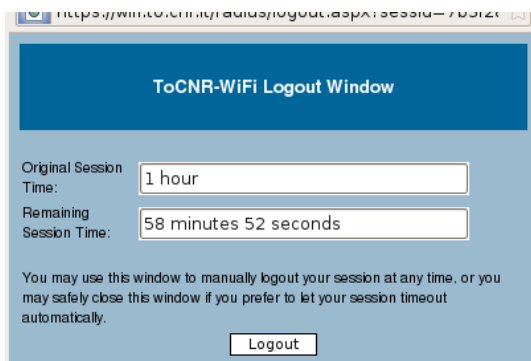 ToCNR-WiFi Logout Window
Original Session
Time:
1 hour
Remaining
Session Time:
58 minutes 52 seconds
You may use this window to manually logout your session at any time, or you
may safely close this window if you prefer to let your session timeout
automatically.
Logout